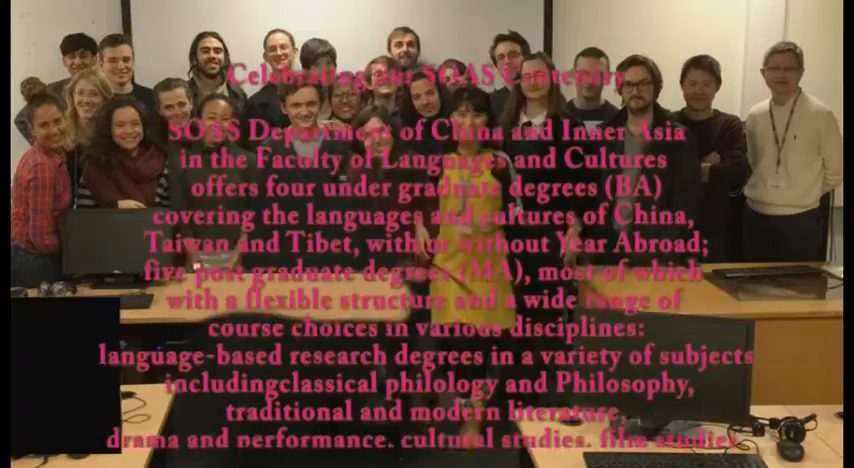 Celebrating our SOAS Centenary
SOAS Department of China and Inner Asia
in the Faculty of Languages and Cultures
offers four under graduate degrees (BA)
covering the languages and cultures of China,
Taiwan and Tibet, with or without Year Abroad;
five post graduate degrees (MA), most of which
with a flexible structure and a wide range of
course choices in various disciplines:
language-based research degrees in a variety of subjects
includingclassical philology and Philosophy,
traditional and modern literature,
drama and performance, cultural studies, film studies